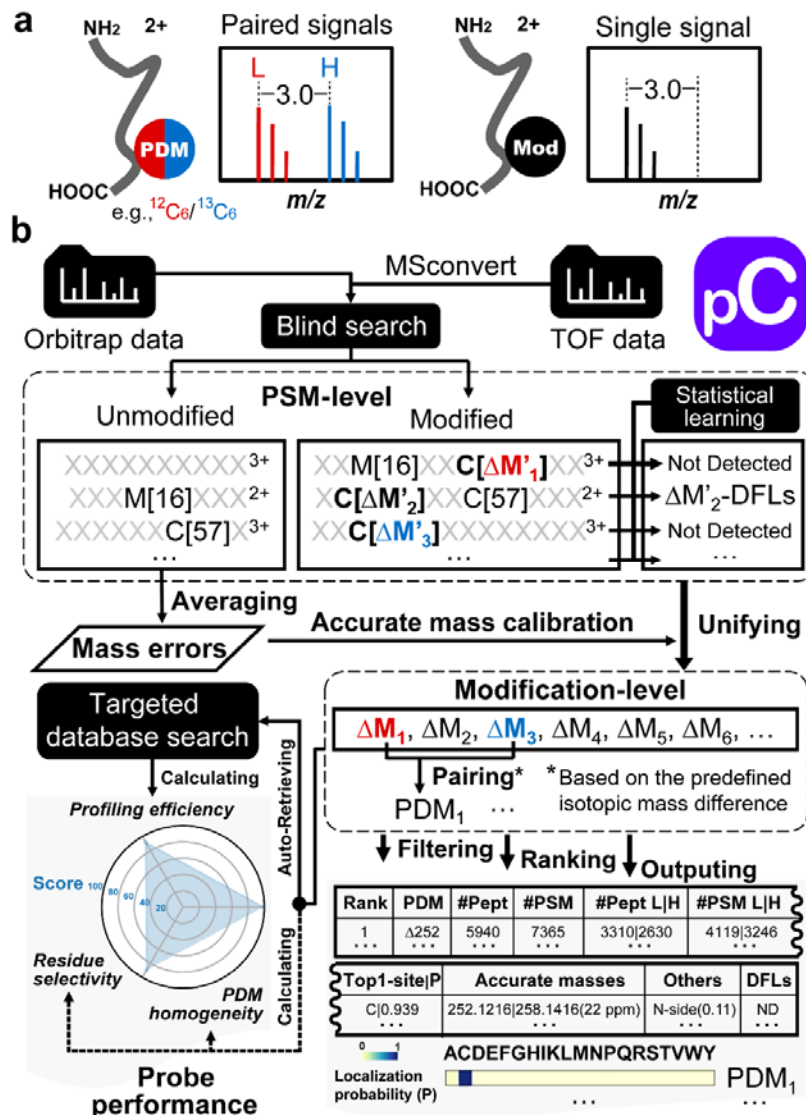 a
NH2 2+
Paired signals
L H
3.0
PDM
HOOC
e.g.,¹²C₆/¹³C₆
m/z
NH2 2+
Single signal
3.0
Mod
HOOC
m/z
b
MSconvert
Orbitrap data
Blind search
TOF data
pC
PSM-level
Unmodified
Modified
Statistical
learning
XXXXXXXXXX³⁺
XXXM[16]XXX²⁺
XXXXXXC[57]X³⁺
...
XXM[16]XXC[ΔM'₁]XX³⁺
XC[ΔM'₂]XXC[57]XXX²⁺
XXC[ΔM'₃]XXXXXXXX³⁺
...
Not Detected
ΔM'₂-DFLs
Not Detected
...
Averaging
Mass errors
Accurate mass calibration
Unifying
Targeted
database search
Modification-level
ΔM₁, ΔM₂, ΔM₃, ΔM₄, ΔM₅, ΔM₆, ...
Pairing*
PDM₁ ...
*Based on the predefined
isotopic mass difference
Calculating
Auto-Retrieving
Profiling efficiency
Score
100 80 60 40 20
Residue
selectivity
PDM
homogeneity
Calculating
Probe
performance
Filtering
Ranking
Outputing
Rank PDM #Pept #PSM #Pept L|H #PSM L|H
1 Δ252 5940 7365 3310|2630 4119|3246
... ... ... ... ... ...
Top1-site|P Accurate masses Others DFLs
C|0.939 252.1216|258.1416(22 ppm) N-side(0.11) ND
... ... ... ...
0 1
ACDEFGHIKLMNPQRSTVWY
Localization
probability (P)
PDM₁
... ...